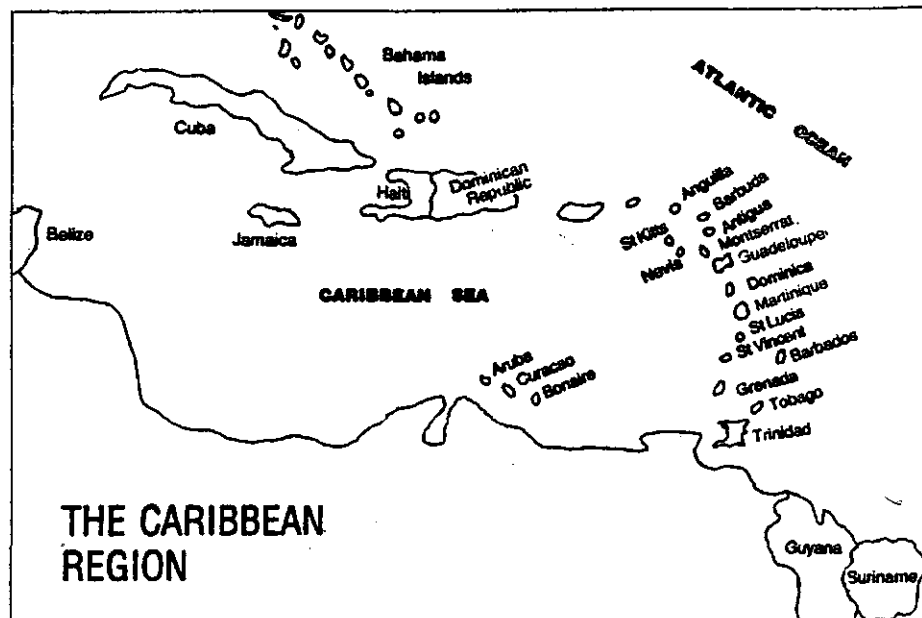 Bahama
Islands
ATLANTIC OCEAN
Cuba
Haiti
Dominican
Republic
Anguilla
Barbuda
Belize
Jamaica
St Kitts
Antigua
Montserrat
Nevis
Guadeloupe
Dominica
CARIBBEAN SEA
Martinique
St Lucia
St Vincent
Barbados
Aruba
Curacao
Bonaire
Grenada
Tobago
Trinidad
THE CARIBBEAN
REGION
Guyana
Suriname